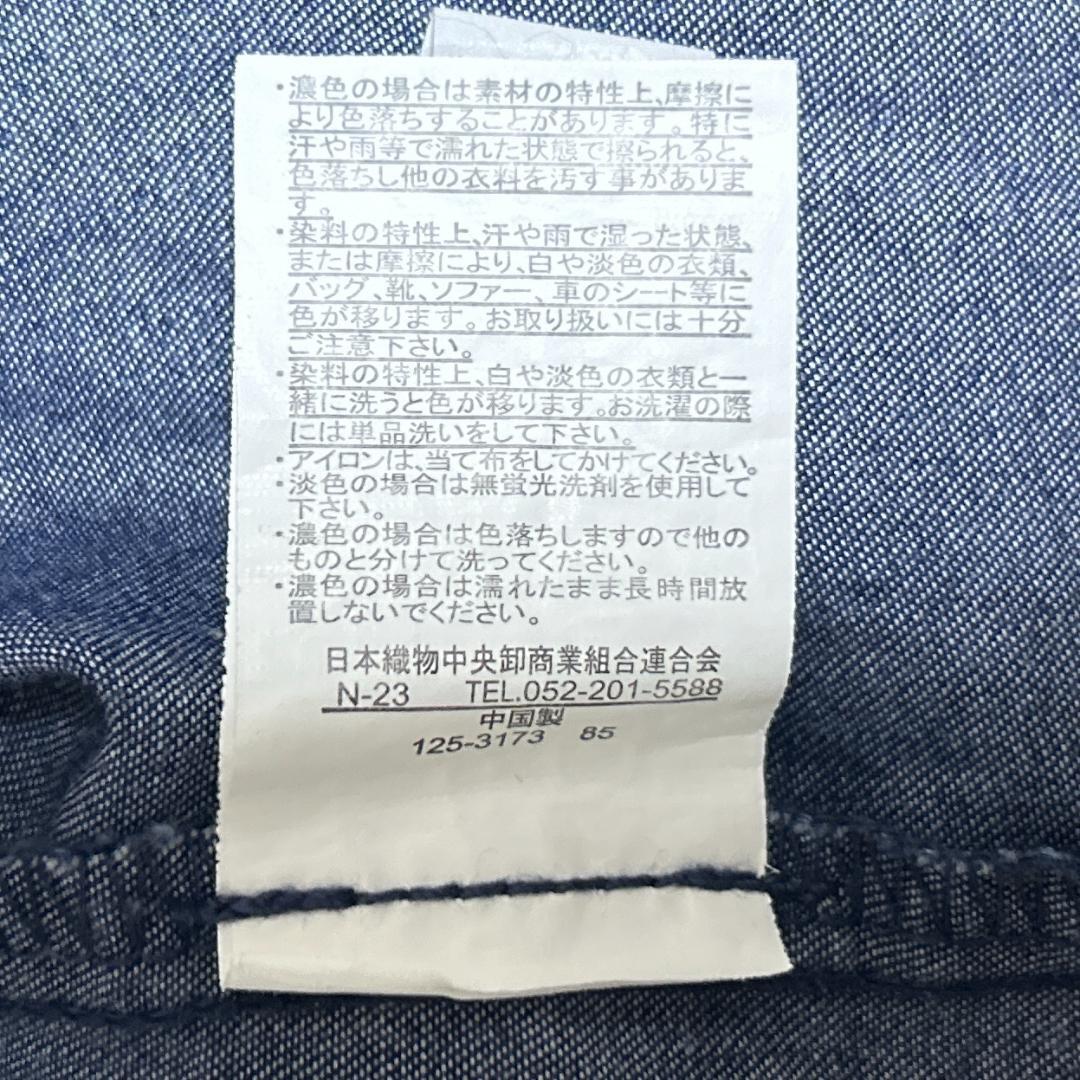 ・濃色の場合は素材の特性上、摩擦に
より色落ちすることがあります。特に
汗や雨等で濡れた状態で擦られると、
色落ちし他の衣料を汚す事がありま
す。
・染料の特性上、汗や雨で湿った状態、
または摩擦により、白や淡色の衣類、
バッグ、靴、ソファー、車のシート等に
色が移ります。お取り扱いには十分
ご注意下さい。
・染料の特性上、白や淡色の衣類と一
緒に洗うと色が移ります。お洗濯の際
には単品洗いをして下さい。
・アイロンは、当て布をしてかけてください。
・淡色の場合は無蛍光洗剤を使用して
下さい。
・濃色の場合は色落ちしますので他の
ものと分けて洗ってください。
・濃色の場合は濡れたまま長時間放
置しないでください。
日本織物中央卸商業組合連合会
N-23 TEL.052-201-5588
中国製
125-3173 85